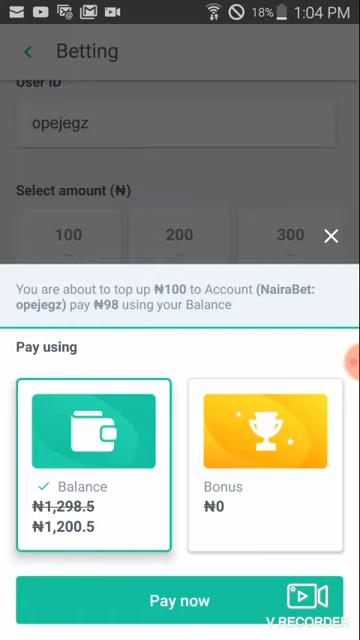 18% 1:04 PM
Betting
User ID
opejegz
Select amount (₦)
100 200 300
You are about to top up ₦100 to Account (NairaBet:
opejegz) pay ₦98 using your Balance
Pay using
Balance
₦1,298.5
₦1,200.5
Bonus
₦0
Pay now
V RECORDER